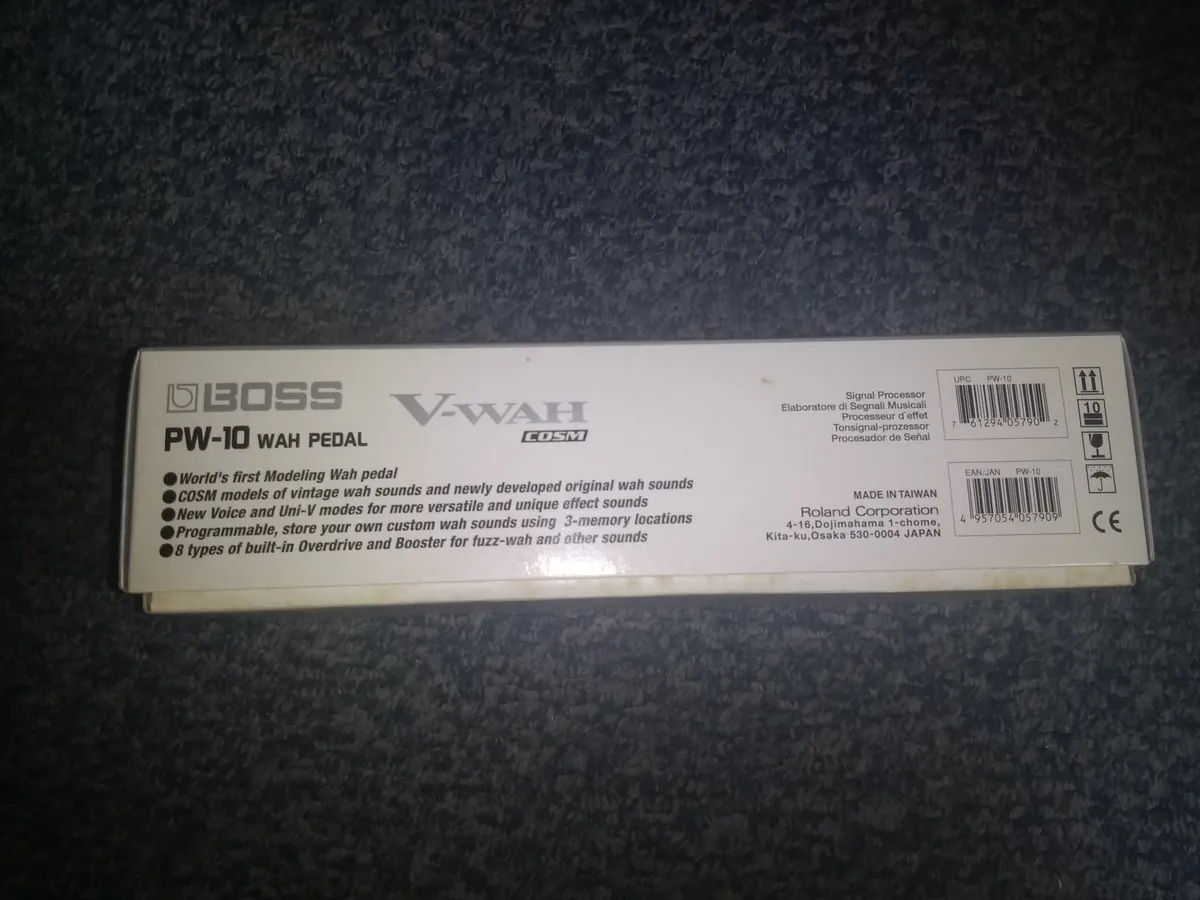 BOSS
PW-10 WAH PEDAL
V-WAH
COSM
●World's first Modeling Wah pedal
●COSM models of vintage wah sounds and newly developed original wah sounds
●New Voice and Uni-V modes for more versatile and unique effect sounds
●Programmable, store your own custom wah sounds using 3-memory locations
●8 types of built-in Overdrive and Booster for fuzz-wah and other sounds
Signal Processor
Elaboratore di Segnali Musicali
Processeur d'effet
Tonsignal-prozessor
Procesador de Señal
MADE IN TAIWAN
Roland Corporation
4-16,Dojimahama 1-chome,
Kita-ku,Osaka 530-0004 JAPAN
UPC PW-10
7 61294 05790 2
EAN/JAN PW-10
4 957054 057909
10
CE